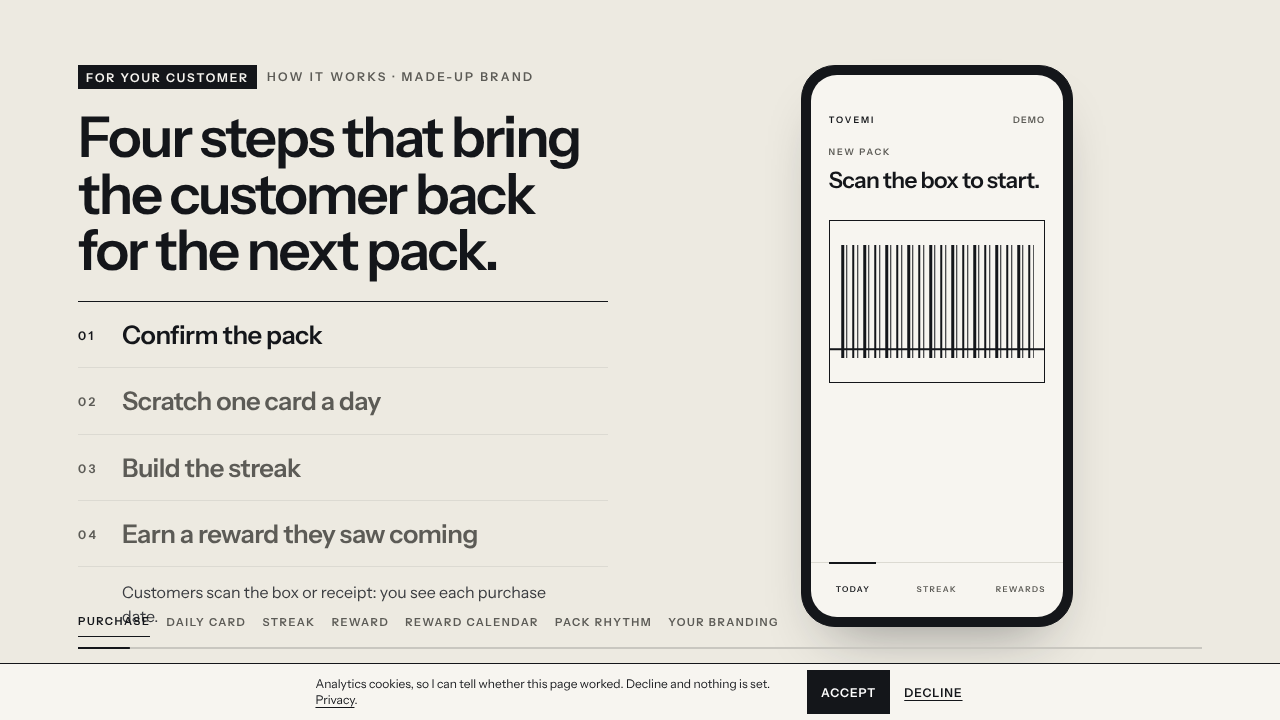 FOR YOUR CUSTOMER HOW IT WORKS · MADE-UP BRAND
Four steps that bring
the customer back
for the next pack.
01 Confirm the pack
02 Scratch one card a day
03 Build the streak
04 Earn a reward they saw coming
Customers scan the box or receipt: you see each purchase
date.
PURCHASE DAILY CARD STREAK REWARD REWARD CALENDAR PACK RHYTHM YOUR BRANDING
TOVEMI DEMO
NEW PACK
Scan the box to start.
TODAY STREAK REWARDS
Analytics cookies, so I can tell whether this page worked. Decline and nothing is set.
Privacy.
ACCEPT DECLINE